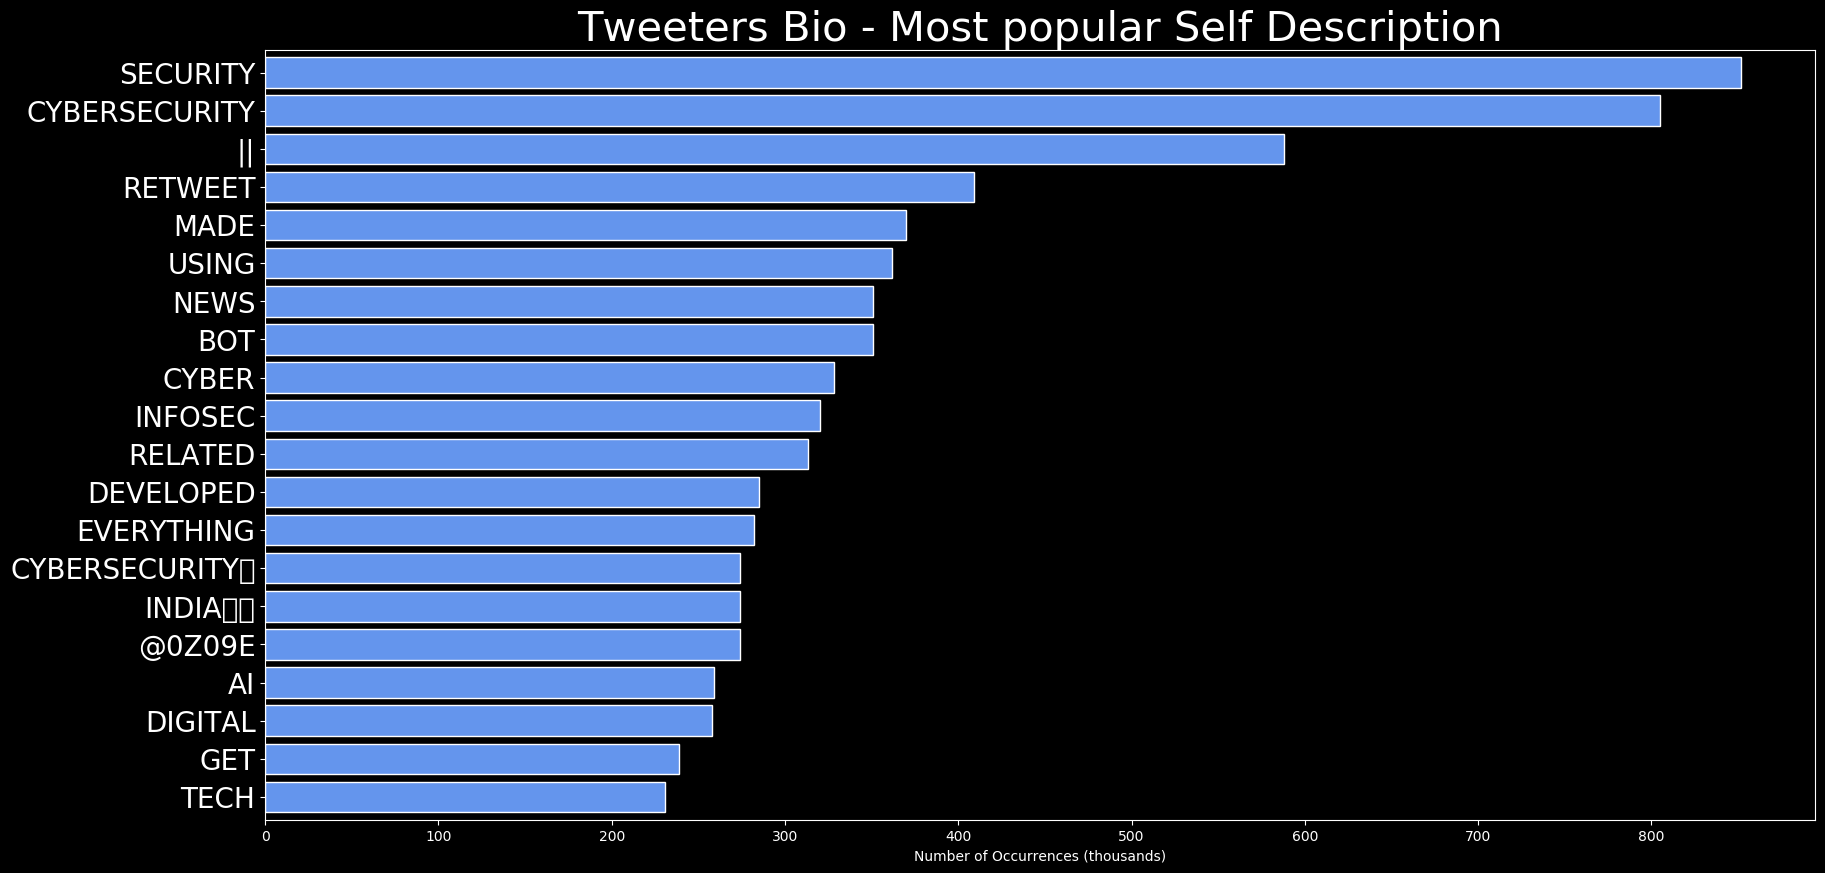 Tweeters Bio - Most popular Self Description
SECURITY
CYBERSECURITY
||
RETWEET
MADE
USING
NEWS
BOT
CYBER
INFOSEC
RELATED
DEVELOPED
EVERYTHING
CYBERSECURITY▯
INDIA▯▯
@0Z09E
AI
DIGITAL
GET
TECH
0 100 200 300 400 500 600 700 800
Number of Occurrences (thousands)